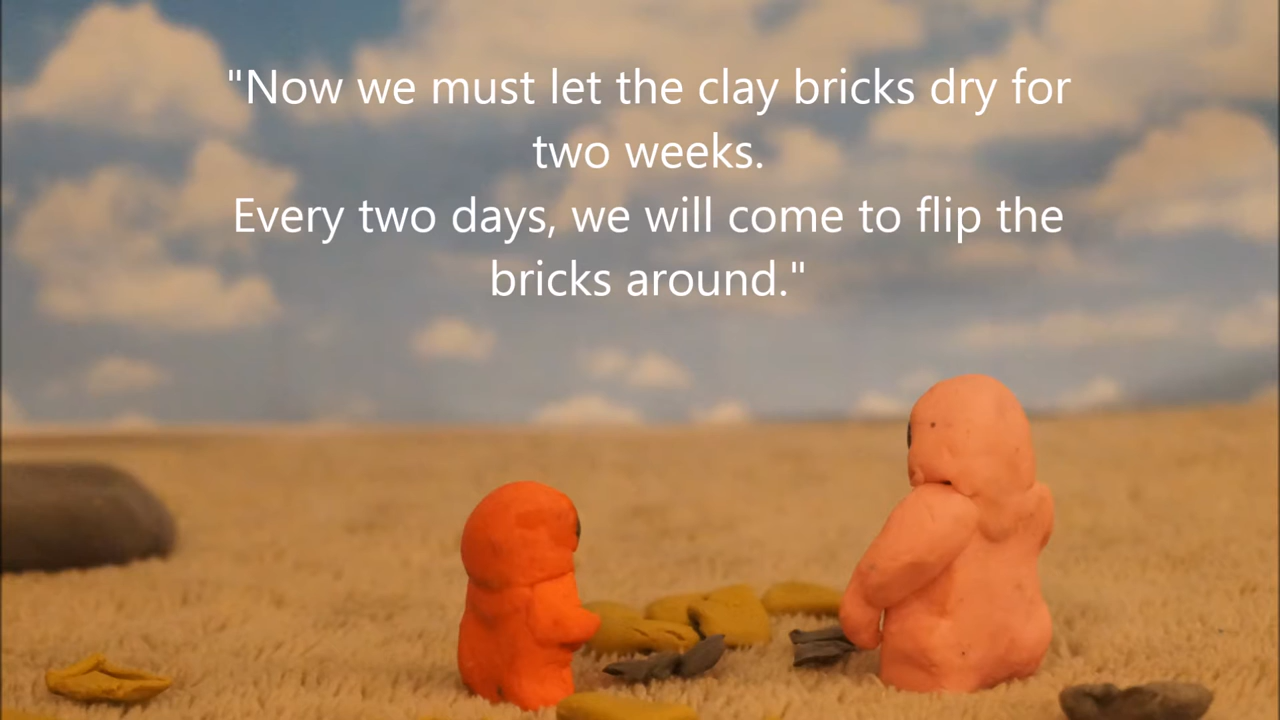 "Now we must let the clay bricks dry for
two weeks.
Every two days, we will come to flip the
bricks around."